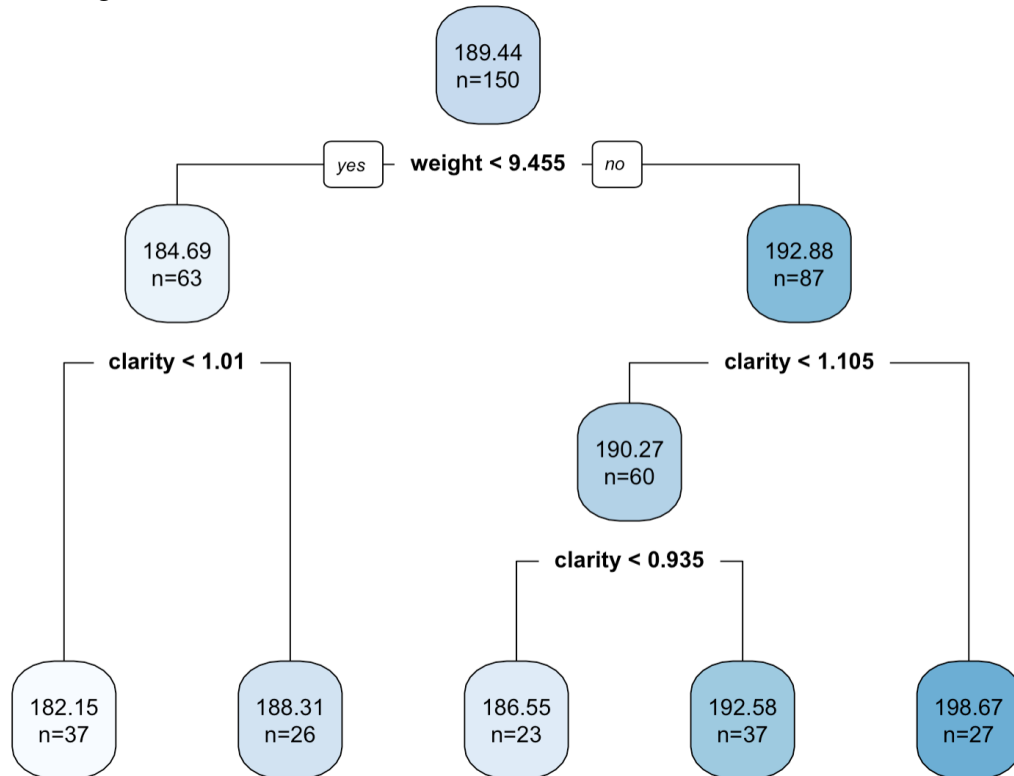 189.44
n=150
yes
weight < 9.455
no
184.69
n=63
192.88
n=87
clarity < 1.01
clarity < 1.105
190.27
n=60
clarity < 0.935
182.15
n=37
188.31
n=26
186.55
n=23
192.58
n=37
198.67
n=27